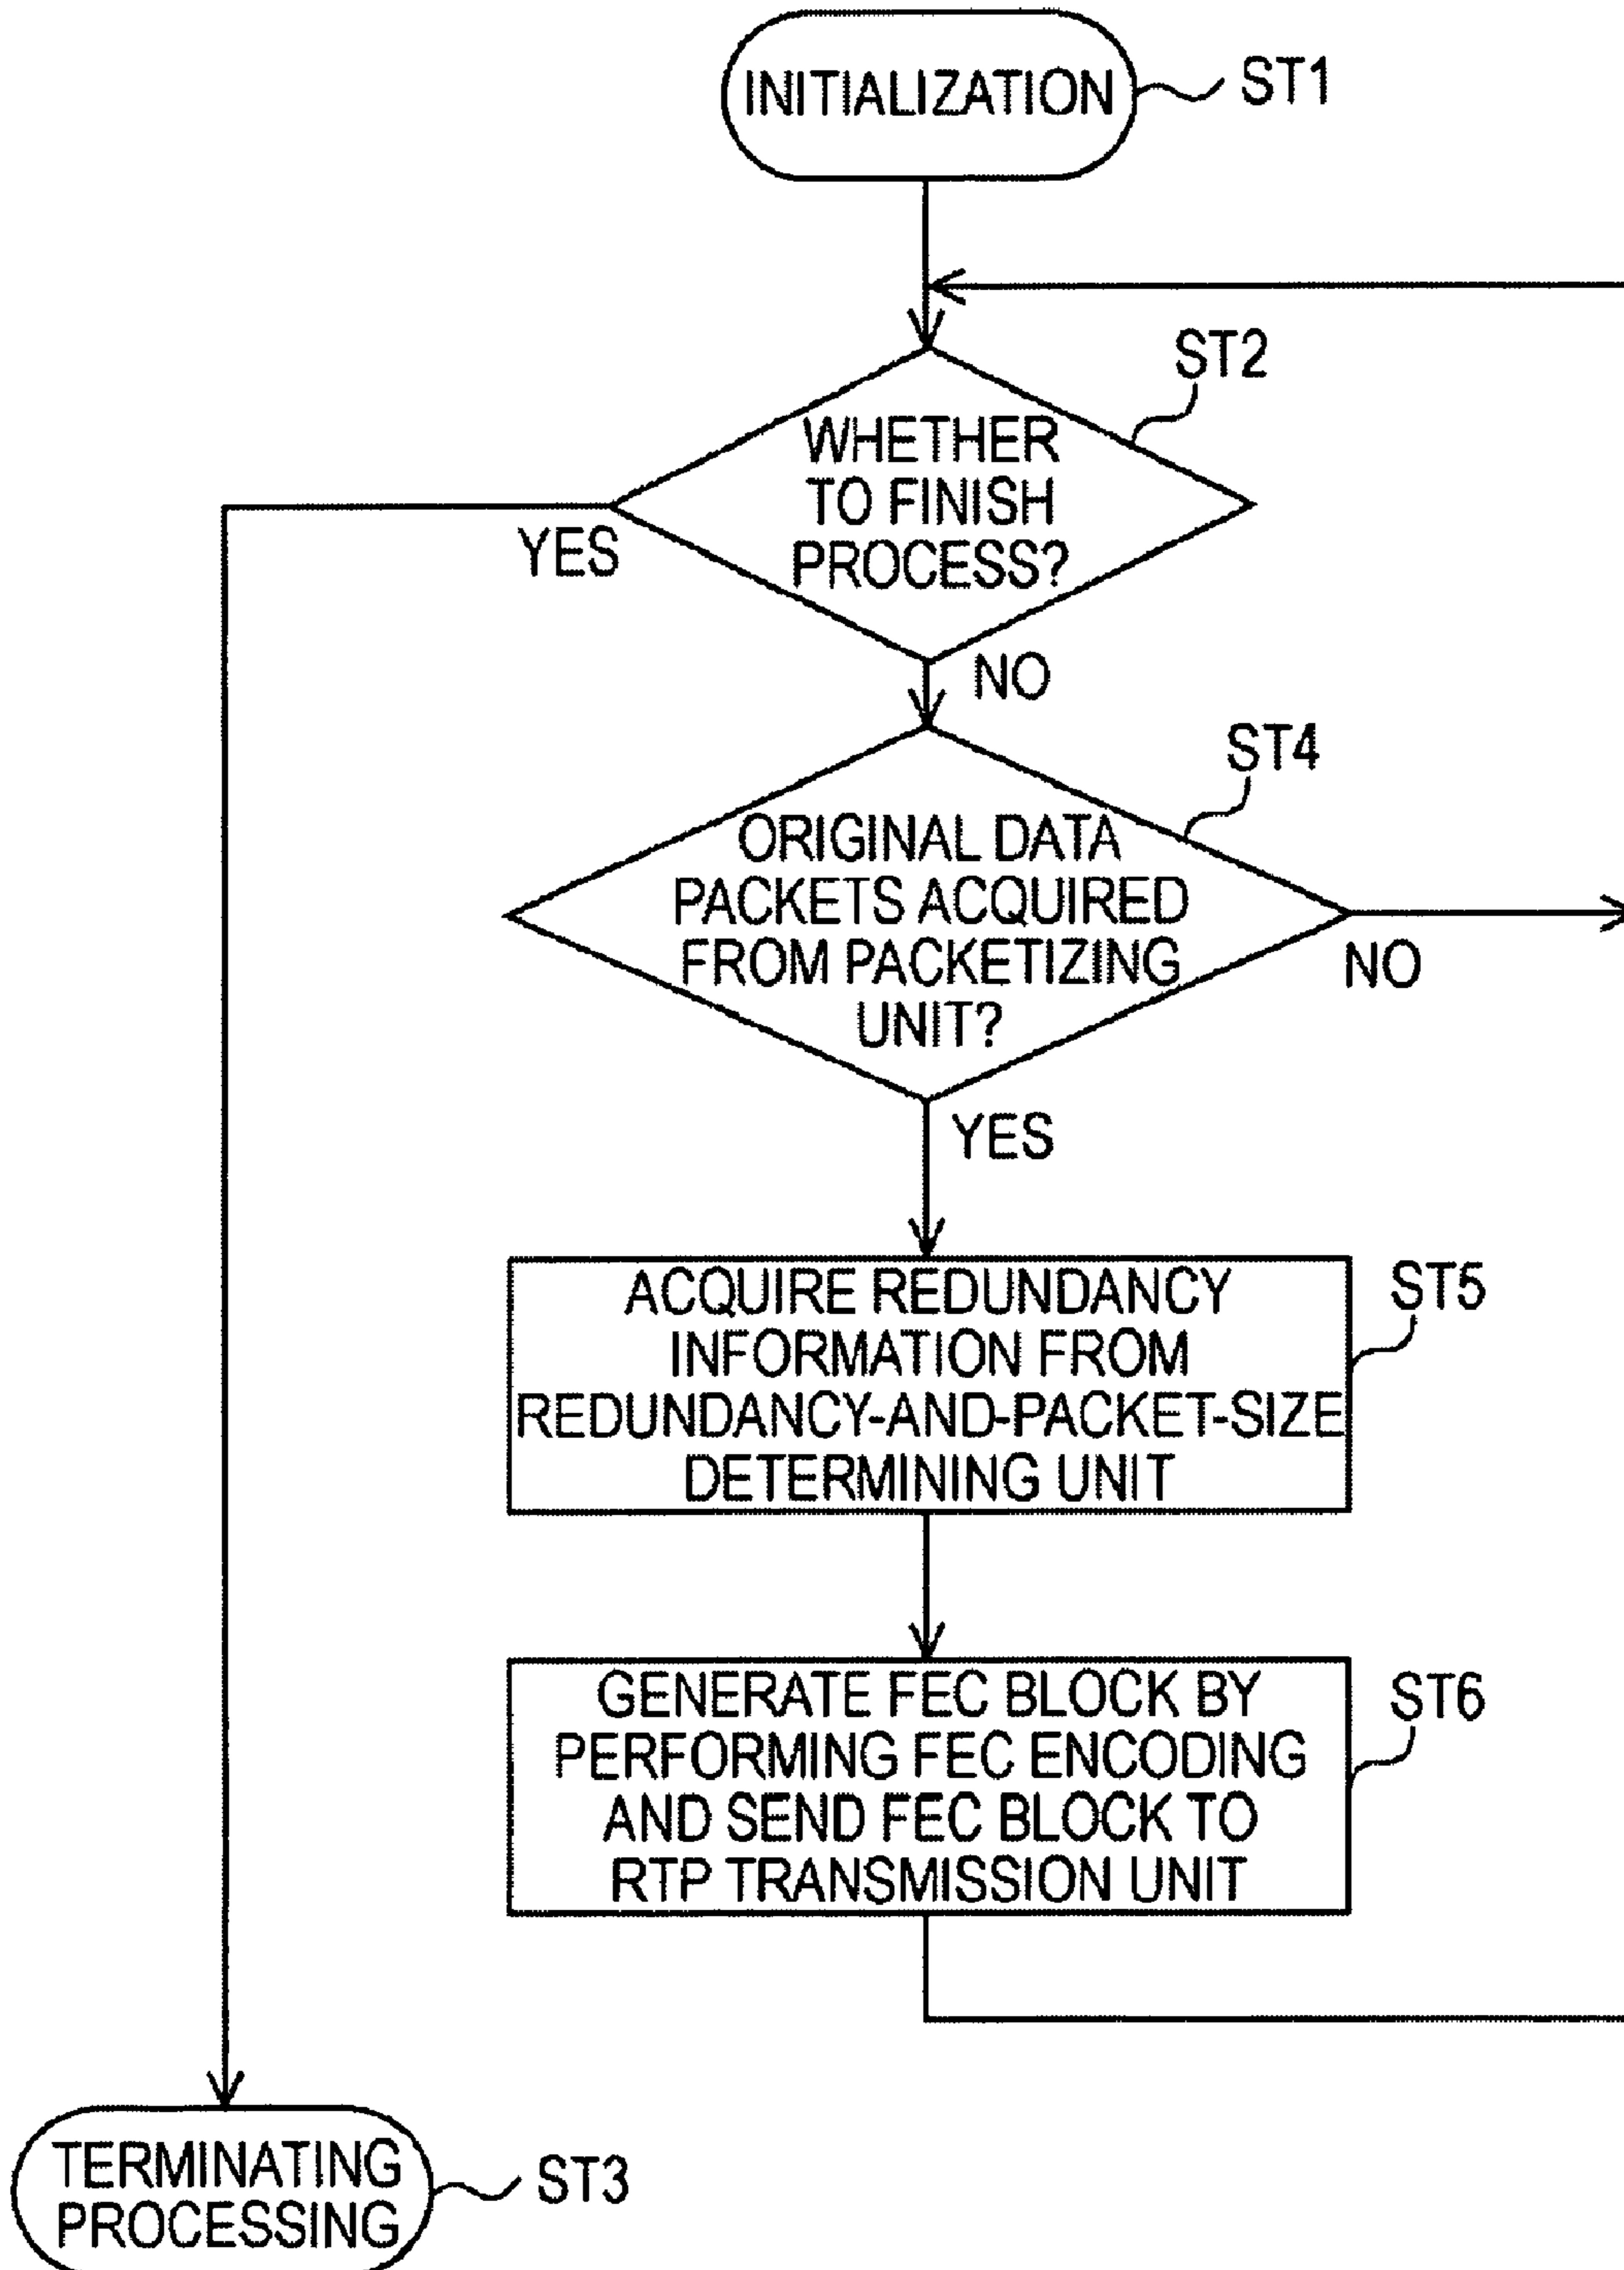 INITIALIZATION
ST1
ST2
WHETHER
TO FINISH
PROCESS?
YES
NO
ST4
ORIGINAL DATA
PACKETS ACQUIRED
FROM PACKETIZING
UNIT?
NO
YES
ST5
ACQUIRE REDUNDANCY
INFORMATION FROM
REDUNDANCY-AND-PACKET-SIZE
DETERMINING UNIT
ST6
GENERATE FEC BLOCK BY
PERFORMING FEC ENCODING
AND SEND FEC BLOCK TO
RTP TRANSMISSION UNIT
TERMINATING
PROCESSING
ST3